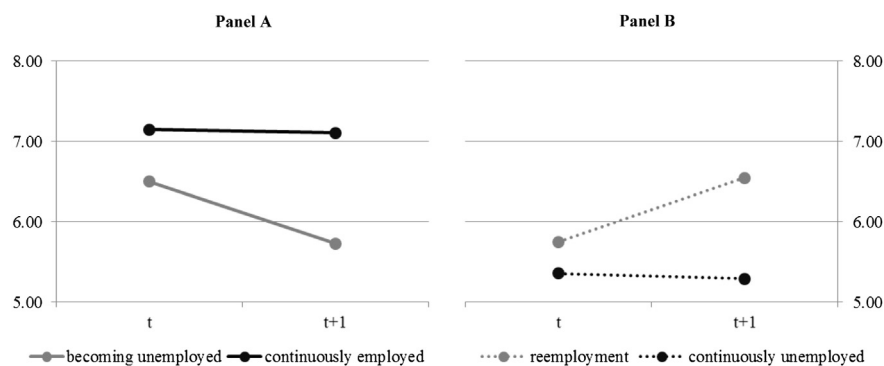 Panel A
Panel B
8.00
7.00
6.00
5.00
t
t+1
8.00
7.00
6.00
5.00
t
t+1
becoming unemployed
continuously employed
reemployment
continuously unemployed